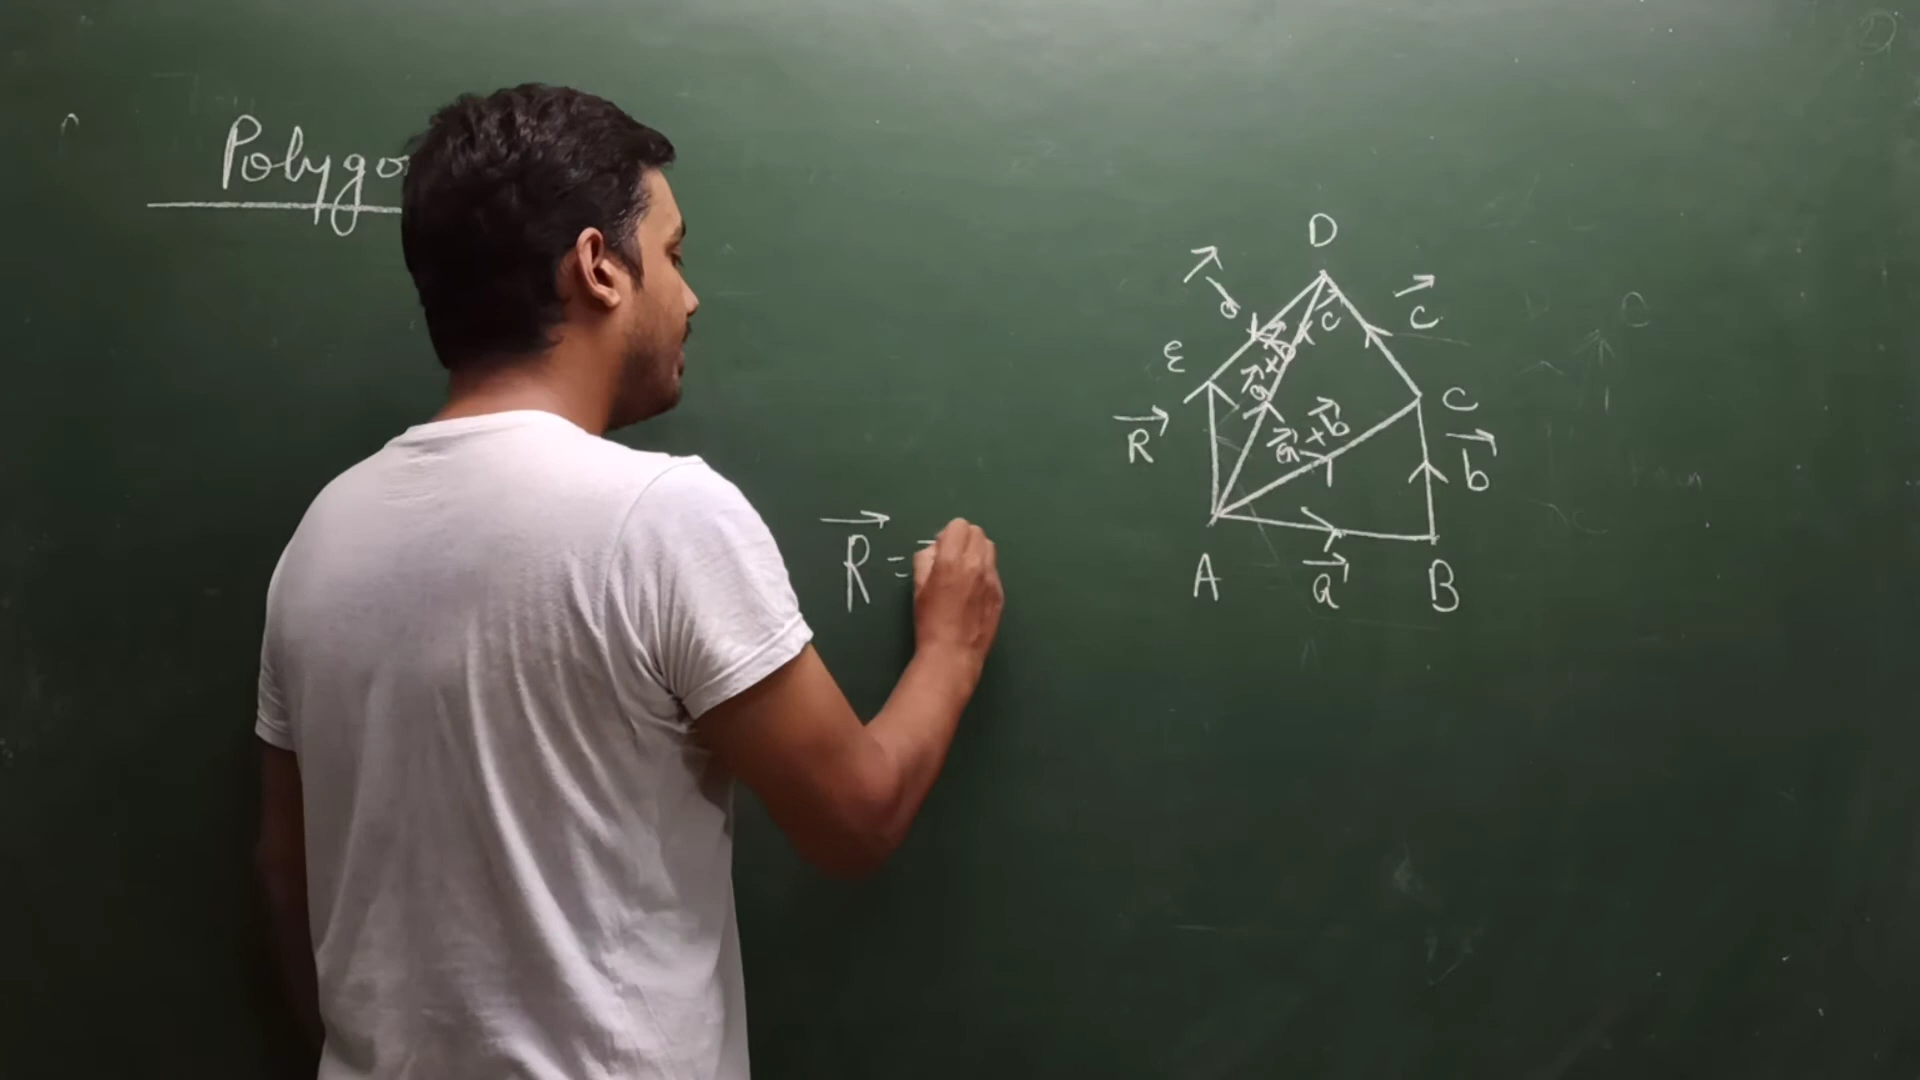 Polygo
D
c⃗
E
c⃗
a⃗ + b⃗
C
R⃗
a⃗ + b⃗
b⃗
R⃗ =
A
a⃗
B